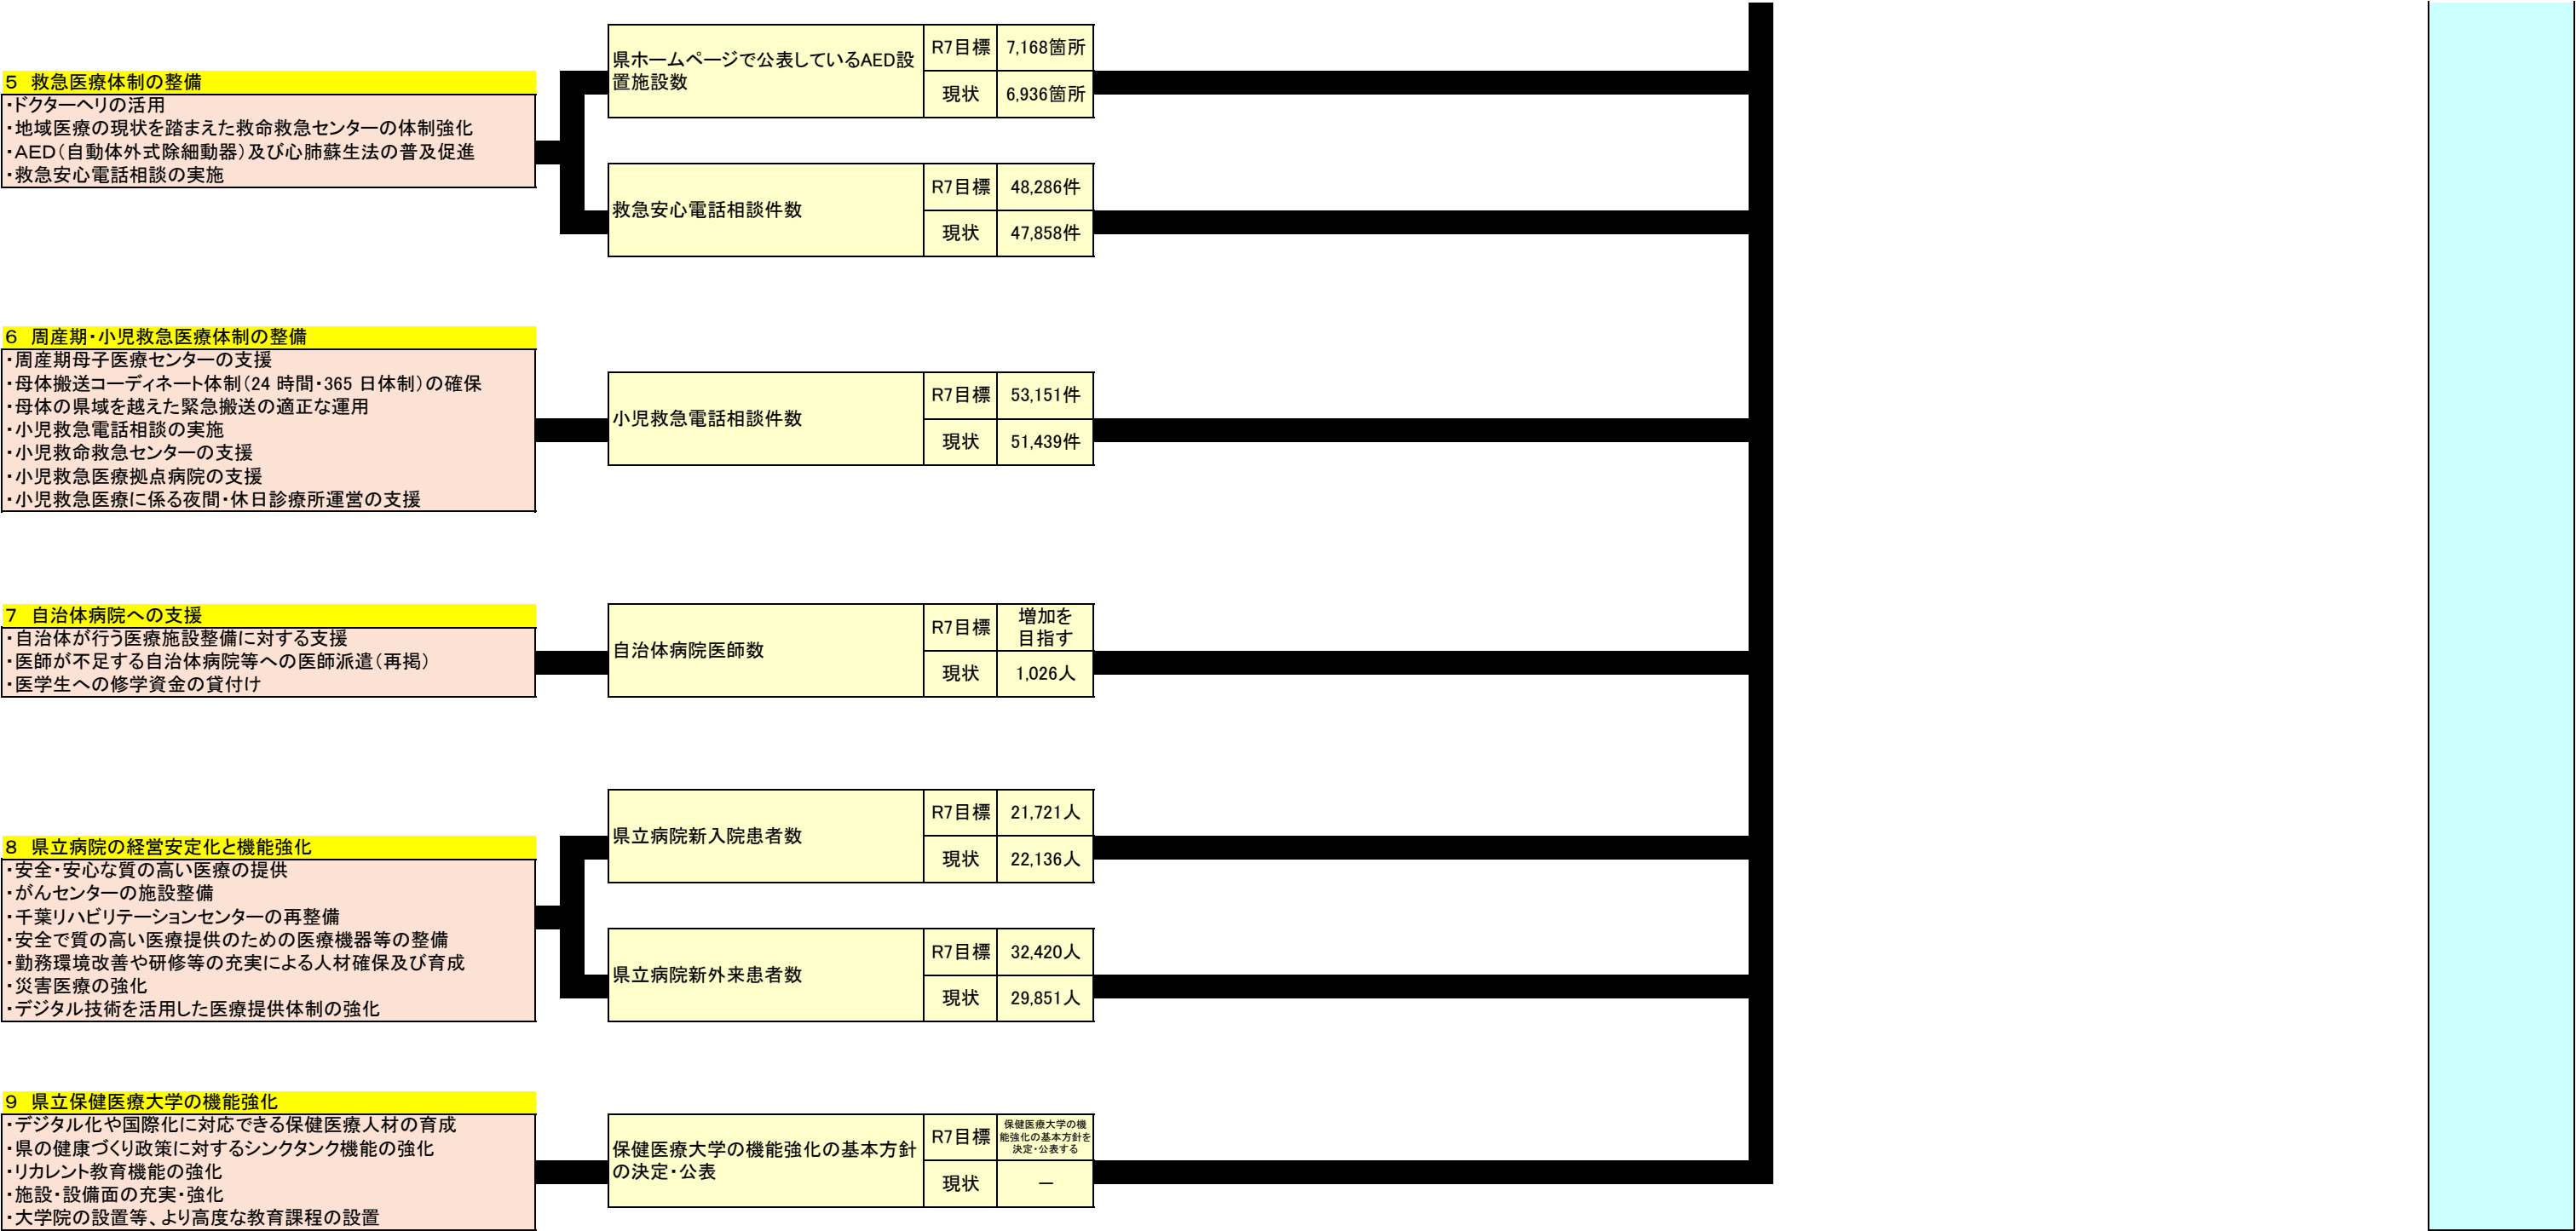 ５　救急医療体制の整備
・ドクターヘリの活用
・地域医療の現状を踏まえた救命救急センターの体制強化
・ＡＥＤ（自動体外式除細動器）及び心肺蘇生法の普及促進
・救急安心電話相談の実施
県ホームページで公表しているAED設
置施設数
R7目標
7,168箇所
現状
6,936箇所
救急安心電話相談件数
R7目標
48,286件
現状
47,858件
６　周産期・小児救急医療体制の整備
・周産期母子医療センターの支援
・母体搬送コーディネート体制（24 時間・365 日体制）の確保
・母体の県域を越えた緊急搬送の適正な運用
・小児救急電話相談の実施
・小児救命救急センターの支援
・小児救急医療拠点病院の支援
・小児救急医療に係る夜間・休日診療所運営の支援
小児救急電話相談件数
R7目標
53,151件
現状
51,439件
７　自治体病院への支援
・自治体が行う医療施設整備に対する支援
・医師が不足する自治体病院等への医師派遣（再掲）
・医学生への修学資金の貸付け
自治体病院医師数
R7目標
増加を
目指す
現状
1,026人
８　県立病院の経営安定化と機能強化
・安全・安心な質の高い医療の提供
・がんセンターの施設整備
・千葉リハビリテーションセンターの再整備
・安全で質の高い医療提供のための医療機器等の整備
・勤務環境改善や研修等の充実による人材確保及び育成
・災害医療の強化
・デジタル技術を活用した医療提供体制の強化
県立病院新入院患者数
R7目標
21,721人
現状
22,136人
県立病院新外来患者数
R7目標
32,420人
現状
29,851人
９　県立保健医療大学の機能強化
・デジタル化や国際化に対応できる保健医療人材の育成
・県の健康づくり政策に対するシンクタンク機能の強化
・リカレント教育機能の強化
・施設・設備面の充実・強化
・大学院の設置等、より高度な教育課程の設置
保健医療大学の機能強化の基本方針
の決定・公表
R7目標
保健医療大学の機
能強化の基本方針を
決定・公表する
現状
－